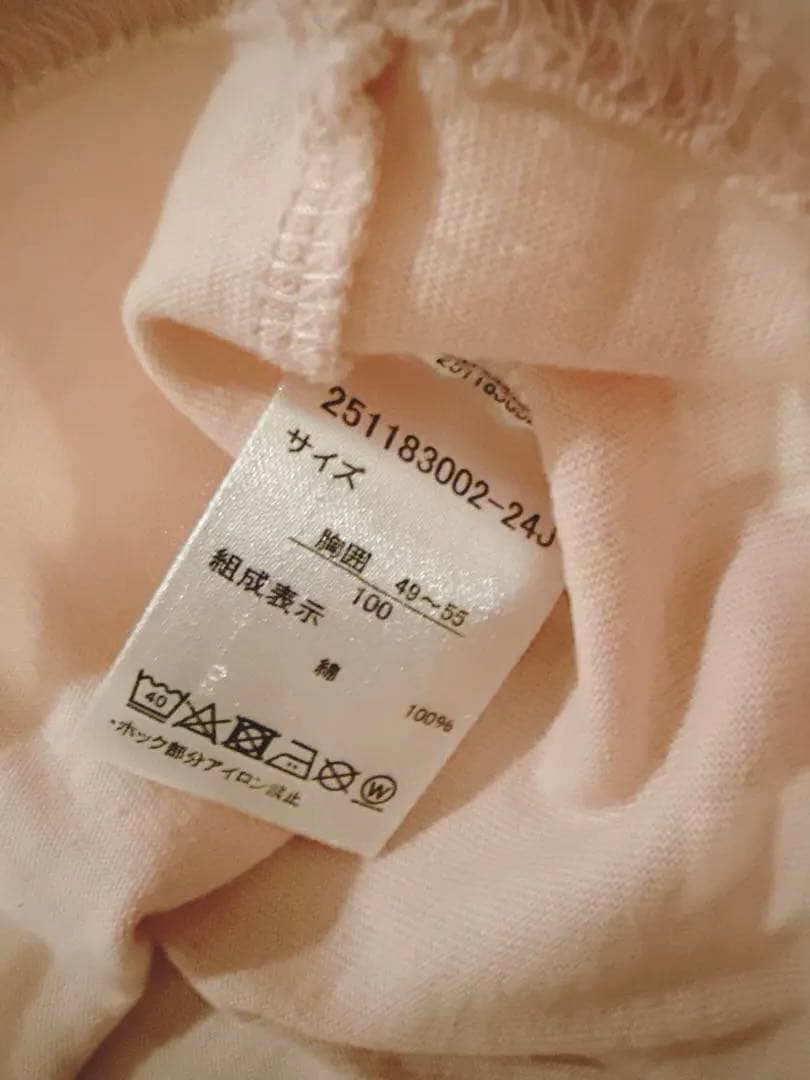 251183002-24J
サイズ
胸囲 49～55
100
組成表示
綿 100%
40
W
・ホック部分アイロン禁止